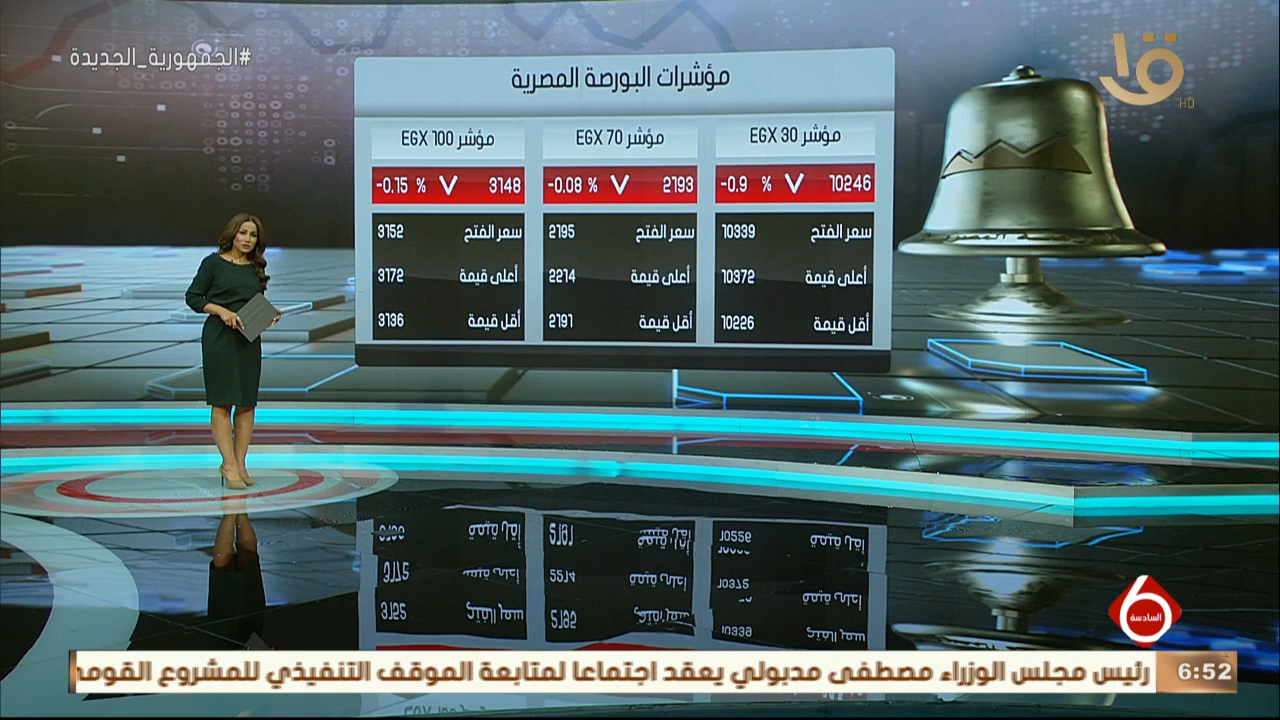 #الجمهورية_الجديدة
HD
مؤشرات البورصة المصرية
مؤشر EGX 30
10246 % -0.9
سعر الفتح 10339
أعلى قيمة 10372
أقل قيمة 10226
مؤشر EGX 70
2193 % -0.08
سعر الفتح 2195
أعلى قيمة 2214
أقل قيمة 2191
مؤشر EGX 100
3148 % -0.15
سعر الفتح 3152
أعلى قيمة 3172
أقل قيمة 3136
6
السادسة
6:52
رئيس مجلس الوزراء مصطفى مدبولي يعقد اجتماعا لمتابعة الموقف التنفيذي للمشروع القوم